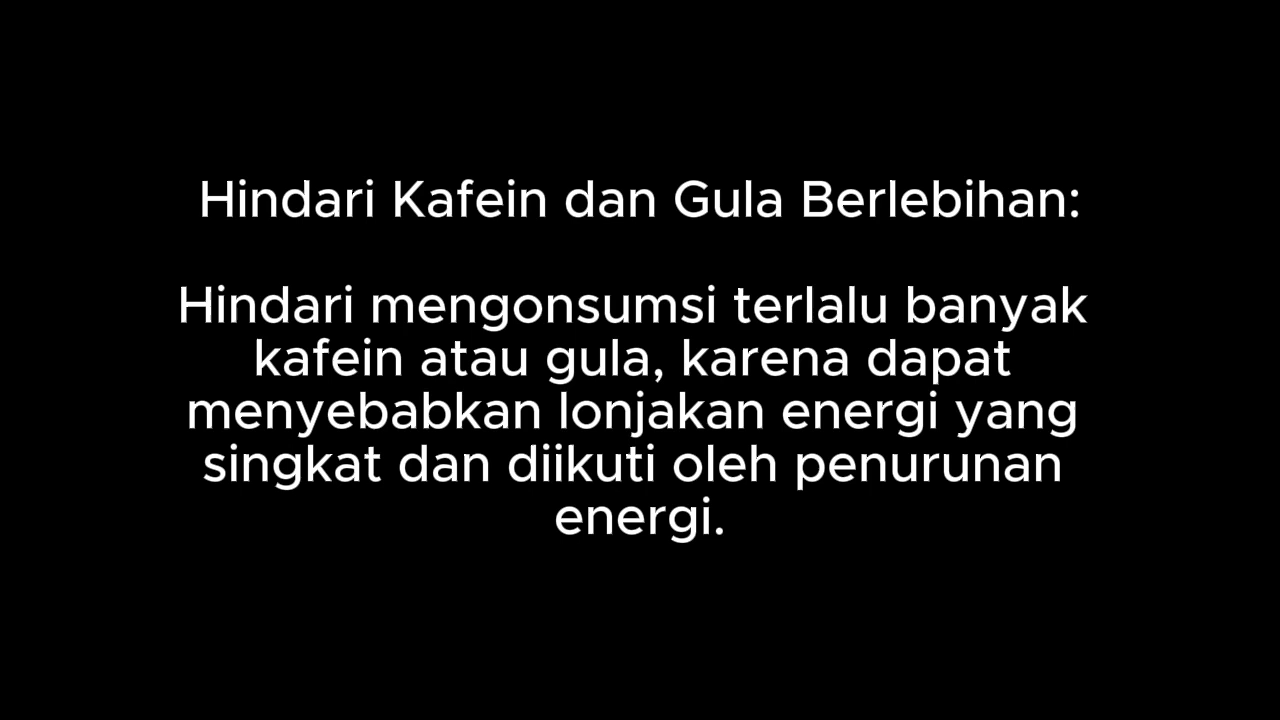 Hindari Kafein dan Gula Berlebihan:
Hindari mengonsumsi terlalu banyak
kafein atau gula, karena dapat
menyebabkan lonjakan energi yang
singkat dan diikuti oleh penurunan
energi.